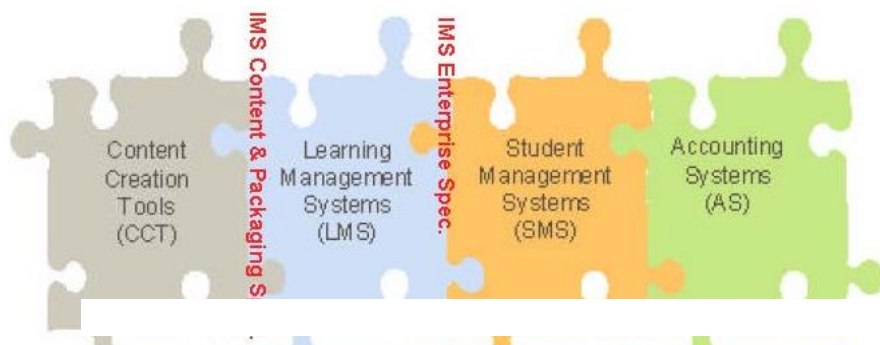 Content
Creation
Tools
(CCT)
IMS Content & Packaging S
Learning
Management
Systems
(LMS)
IMS Enterprise Spec.
Student
Management
Systems
(SMS)
Accounting
Systems
(AS)